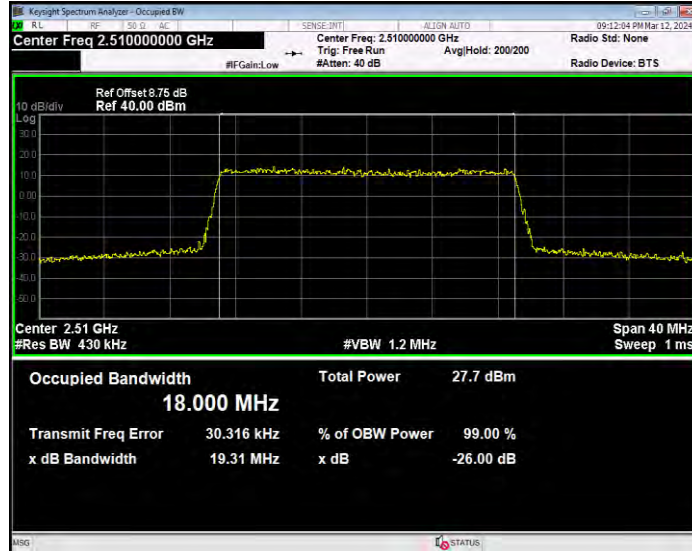 Keysight Spectrum Analyzer - Occupied BW
RL RF 50 Ω AC SENSE:INT ALIGN AUTO 09:12:04 PM Mar 12, 2024
Center Freq 2.510000000 GHz Center Freq: 2.510000000 GHz Radio Std: None
Trig: Free Run Avg|Hold: 200/200
#IFGain:Low #Atten: 40 dB Radio Device: BTS
Ref Offset 8.75 dB
10 dB/div Ref 40.00 dBm
Log
30.0
20.0
10.0
0.00
-10.0
-20.0
-30.0
-40.0
-50.0
Center 2.51 GHz Span 40 MHz
#Res BW 430 kHz #VBW 1.2 MHz Sweep 1 ms
Occupied Bandwidth Total Power 27.7 dBm
18.000 MHz
Transmit Freq Error 30.316 kHz % of OBW Power 99.00 %
x dB Bandwidth 19.31 MHz x dB -26.00 dB
MSG STATUS